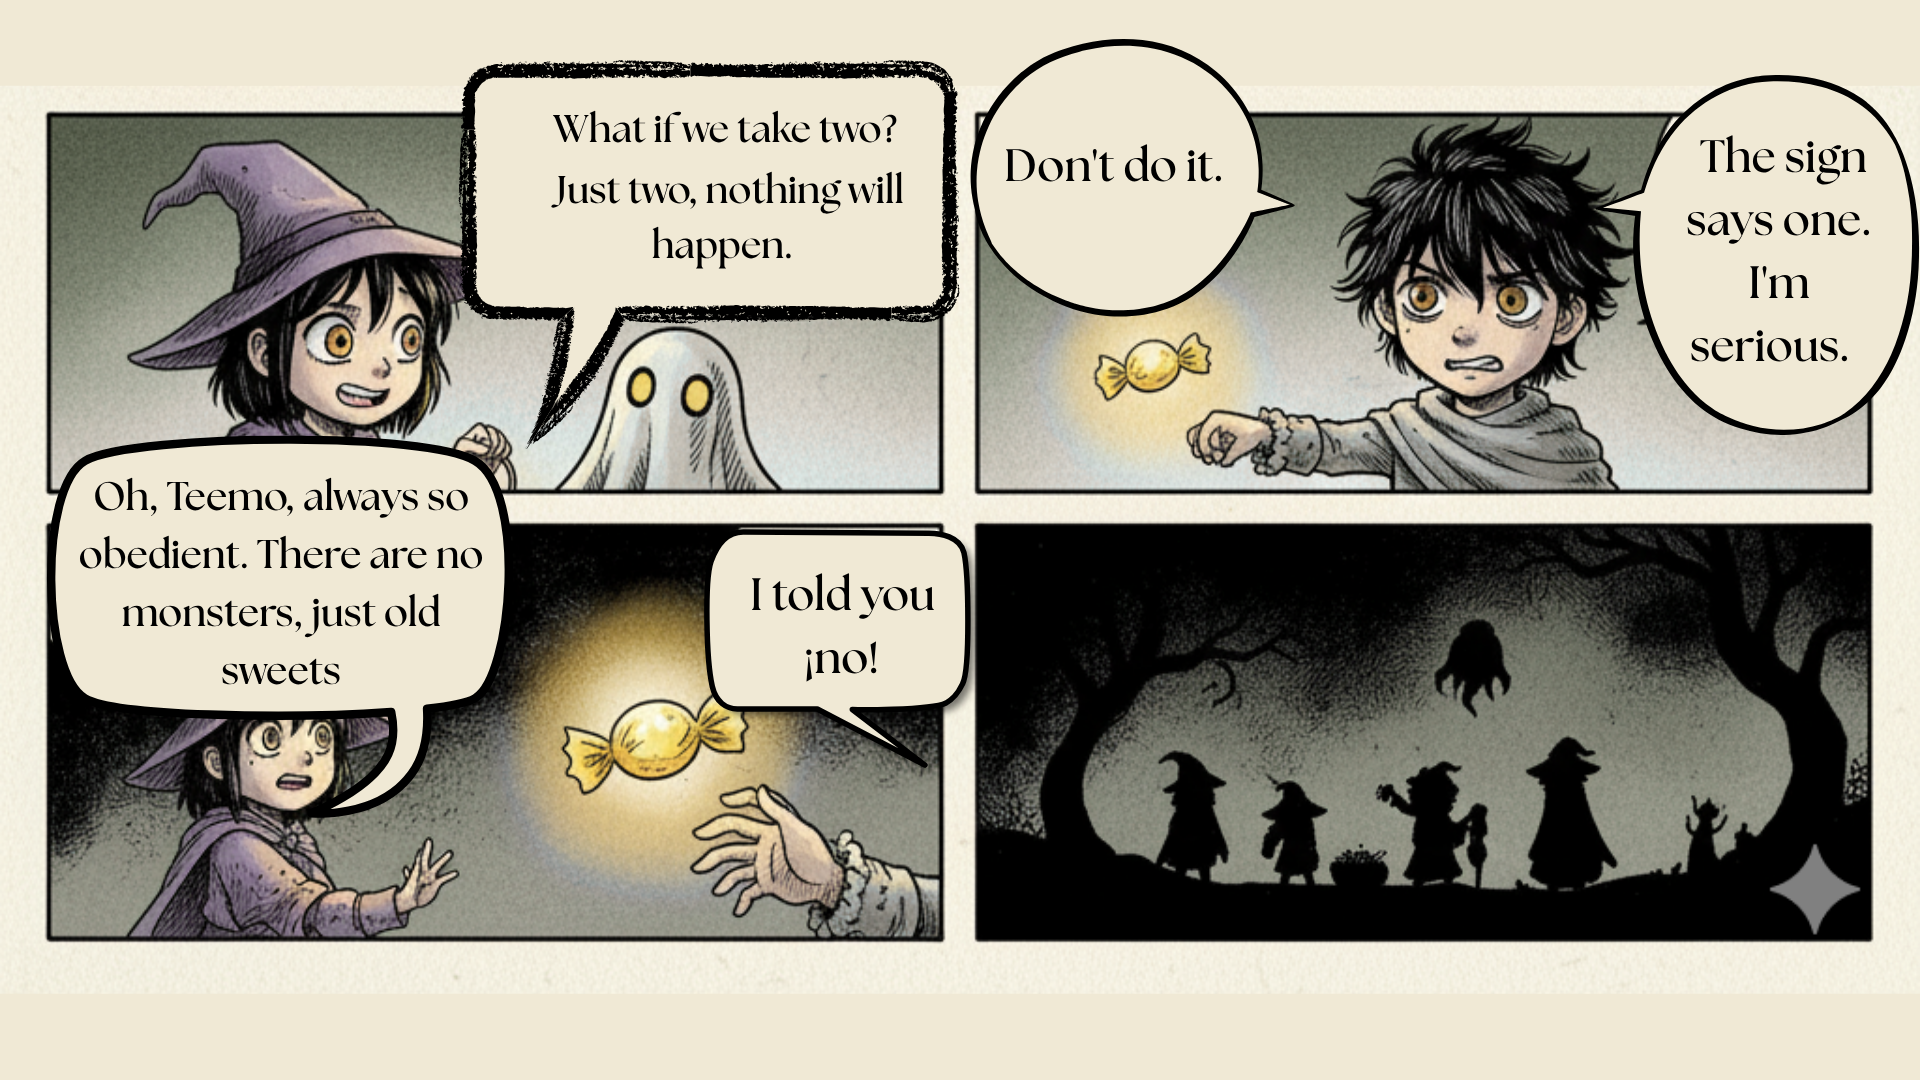 What if we take two?
Just two, nothing will
happen.
Don't do it.
The sign
says one.
I'm
serious.
Oh, Teemo, always so
obedient. There are no
monsters, just old
sweets
I told you
¡no!